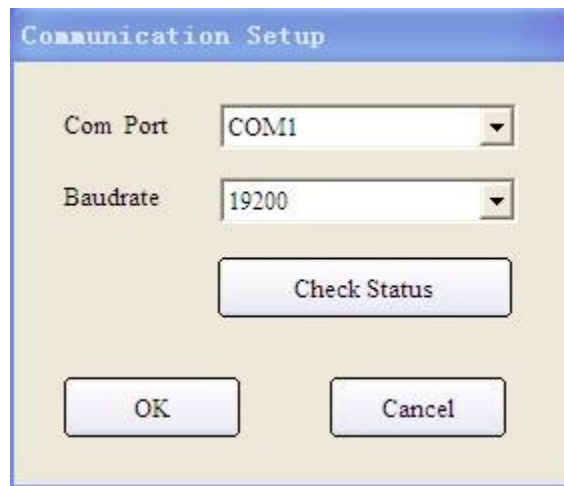 Communication Setup
Com Port
COM1
Baudrate
19200
Check Status
OK
Cancel